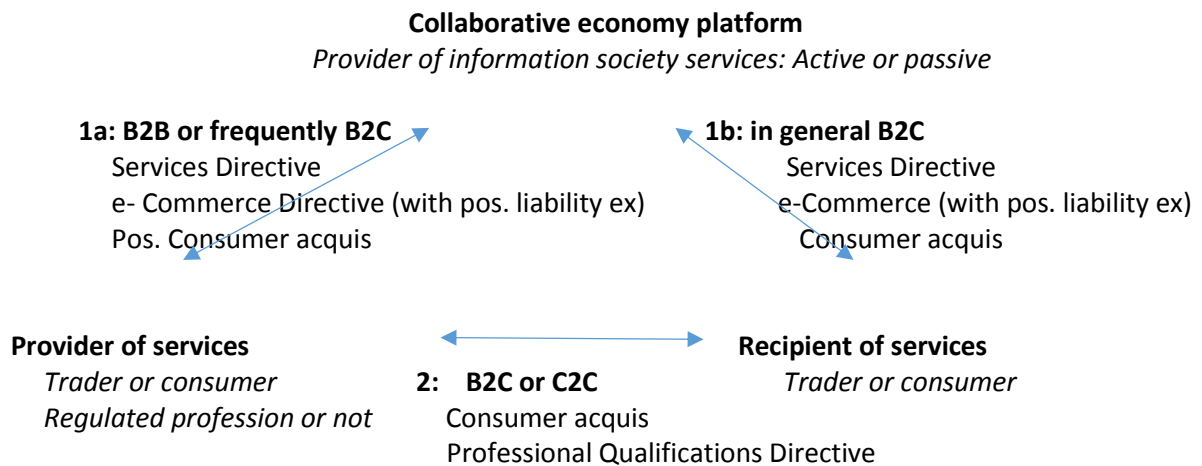 Collaborative economy platform
Provider of information society services: Active or passive
1a: B2B or frequently B2C
Services Directive
e- Commerce Directive (with pos. liability ex)
Pos. Consumer acquis
1b: in general B2C
Services Directive
e-Commerce (with pos. liability ex)
Consumer acquis
Provider of services
Trader or consumer
Regulated profession or not
2: B2C or C2C
Consumer acquis
Professional Qualifications Directive
Recipient of services
Trader or consumer